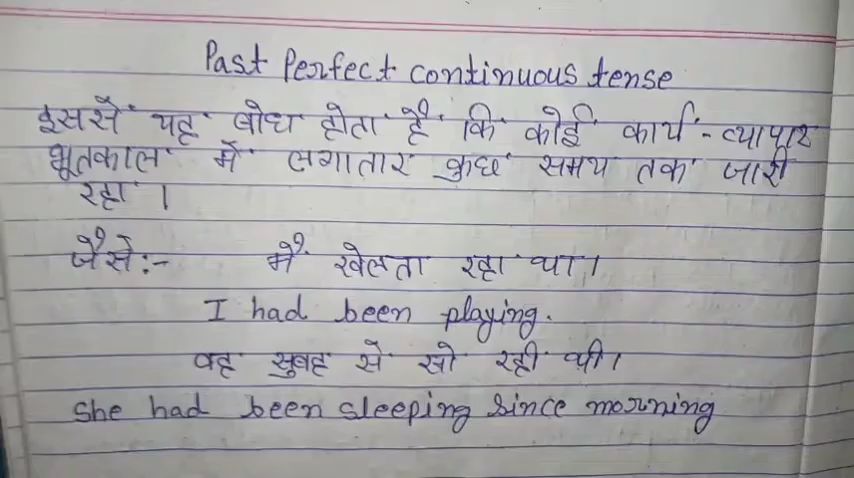 Past Perfect continuous tense
इससे यह बोध होता है कि कोई कार्य-व्यापार
भूतकाल में लगातार कुछ समय तक जारी
रहा ।
जैसे:- मैं खेलता रहा था।
I had been playing.
वह सुबह से सो रही थी।
she had been sleeping since morning